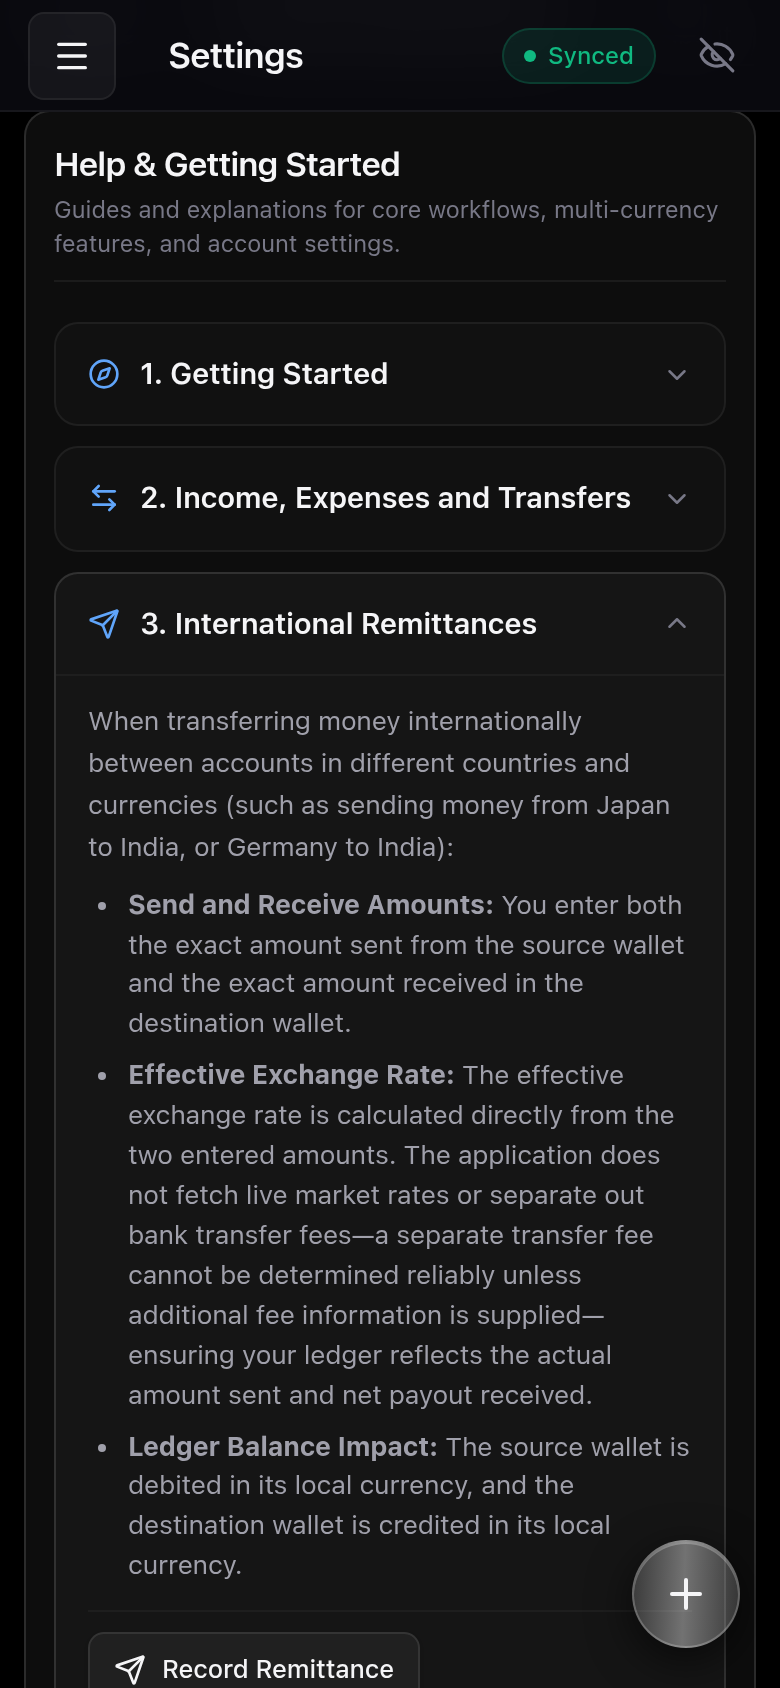 Settings
Synced
Help & Getting Started
Guides and explanations for core workflows, multi-currency
features, and account settings.
1. Getting Started
2. Income, Expenses and Transfers
3. International Remittances
When transferring money internationally
between accounts in different countries and
currencies (such as sending money from Japan
to India, or Germany to India):
• Send and Receive Amounts: You enter both
the exact amount sent from the source wallet
and the exact amount received in the
destination wallet.
• Effective Exchange Rate: The effective
exchange rate is calculated directly from the
two entered amounts. The application does
not fetch live market rates or separate out
bank transfer fees—a separate transfer fee
cannot be determined reliably unless
additional fee information is supplied—
ensuring your ledger reflects the actual
amount sent and net payout received.
• Ledger Balance Impact: The source wallet is
debited in its local currency, and the
destination wallet is credited in its local
currency.
Record Remittance